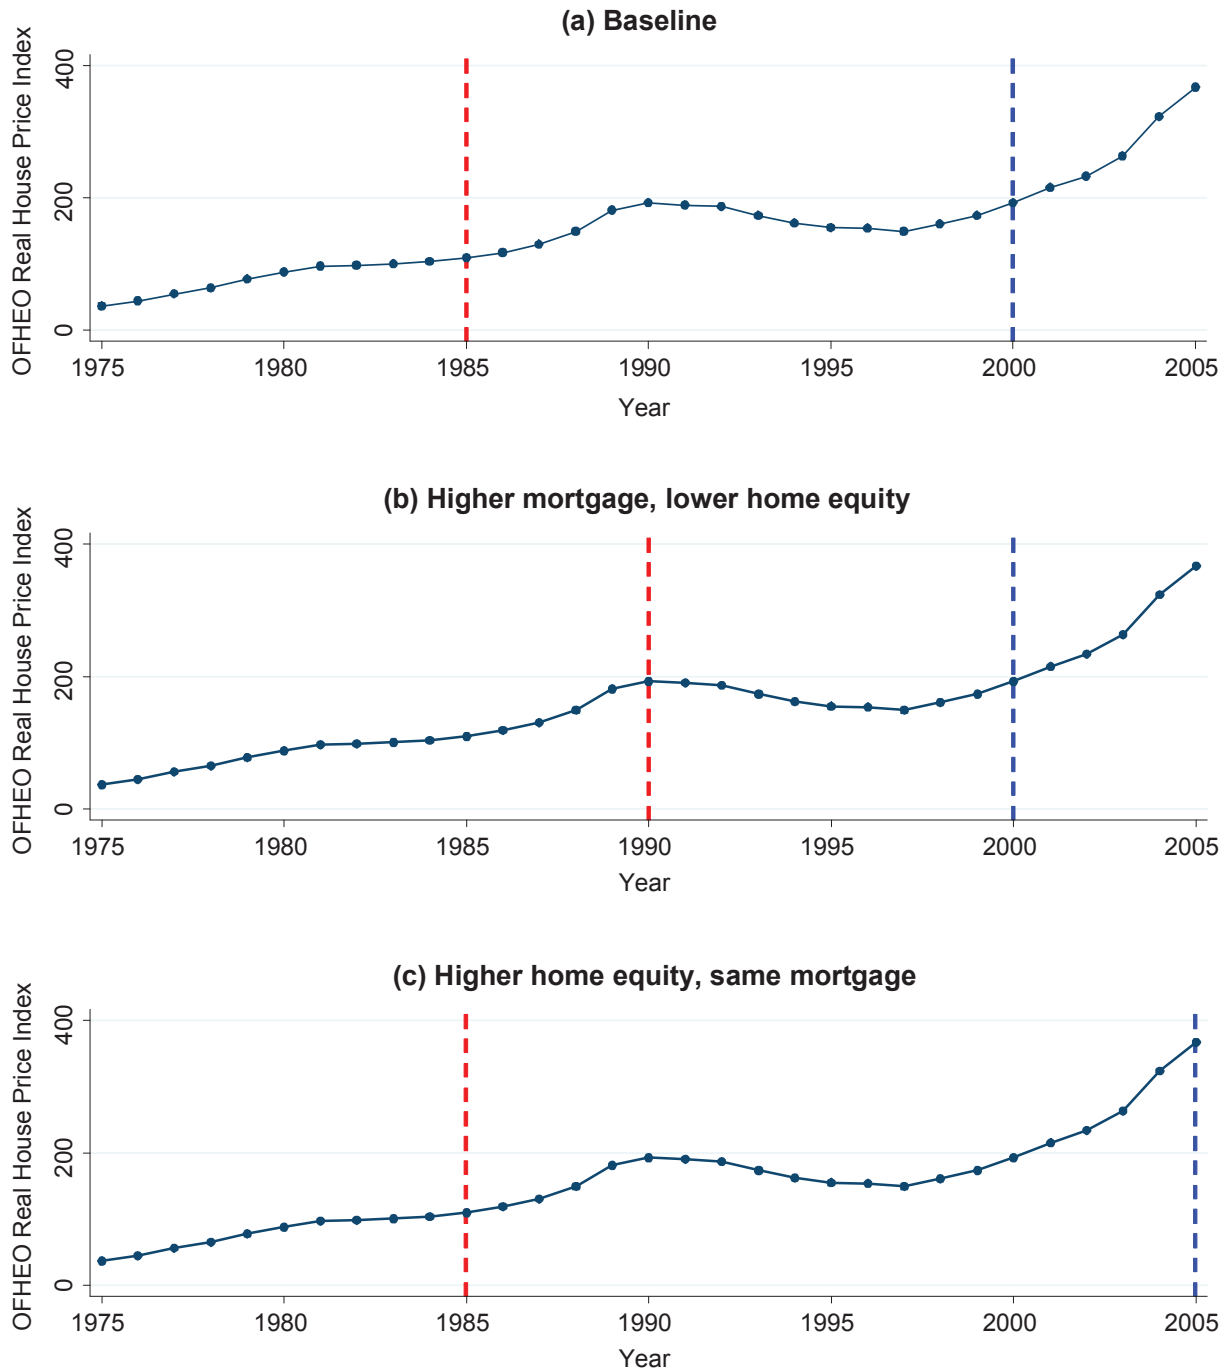 (a) Baseline
OFHEO Real House Price Index
400
200
0
1975 1980 1985 1990 1995 2000 2005
Year
(b) Higher mortgage, lower home equity
OFHEO Real House Price Index
400
200
0
1975 1980 1985 1990 1995 2000 2005
Year
(c) Higher home equity, same mortgage
OFHEO Real House Price Index
400
200
0
1975 1980 1985 1990 1995 2000 2005
Year